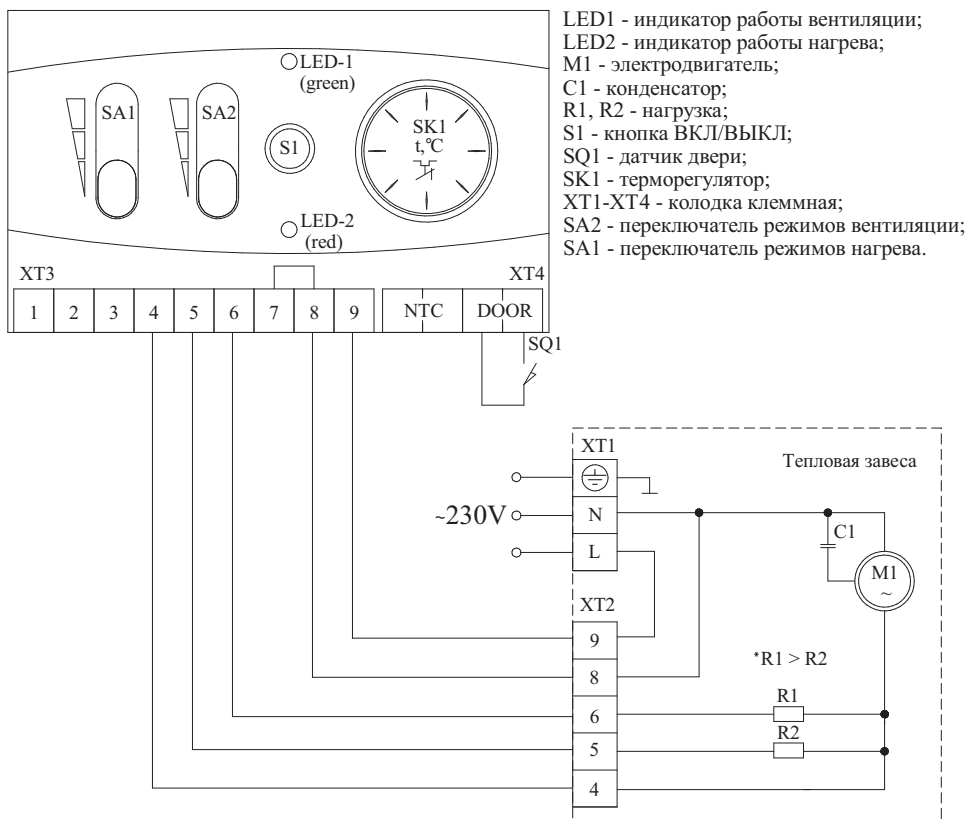 LED1 - индикатор работы вентиляции;
LED2 - индикатор работы нагрева;
M1 - электродвигатель;
C1 - конденсатор;
R1, R2 - нагрузка;
S1 - кнопка ВКЛ/ВЫКЛ;
SQ1 - датчик двери;
SK1 - терморегулятор;
XT1-XT4 - колодка клеммная;
SA2 - переключатель режимов вентиляции;
SA1 - переключатель режимов нагрева.
LED-1
(green)
SA1
SA2
S1
SK1
t,°C
LED-2
(red)
XT3
XT4
1 2 3 4 5 6 7 8 9 NTC DOOR
SQ1
XT1
Тепловая завеса
~230V
N
L
C1
M1
~
XT2
9
8
6
5
4
*R1 > R2
R1
R2